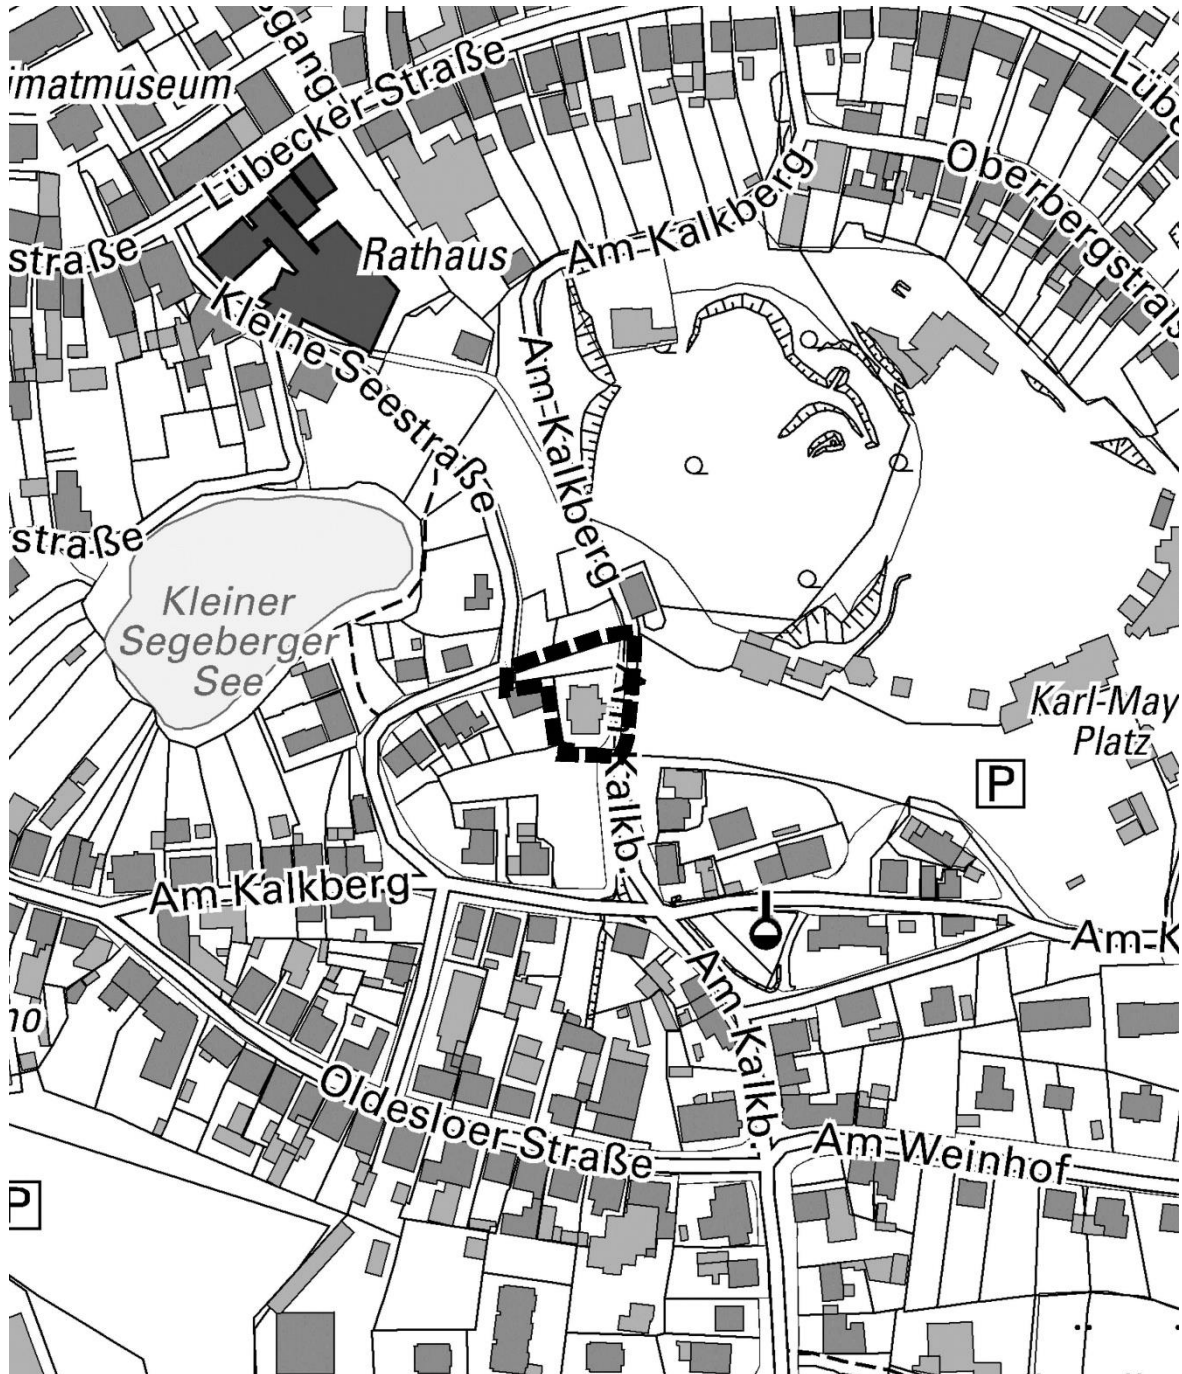 imatmuseum
gang
Lübecker-Straße
Lübe
straße
Rathaus
Am-Kalkberg
Oberbergstraß
Kleine Seestraße
Am-Kalkberg
straße
Kleiner
Segeberger
See
Karl-May
Platz
P
Kalkb.
Am-Kalkberg
Am-K
Am-Kalkb.
Oldesloer-Straße
Am Weinhof
P